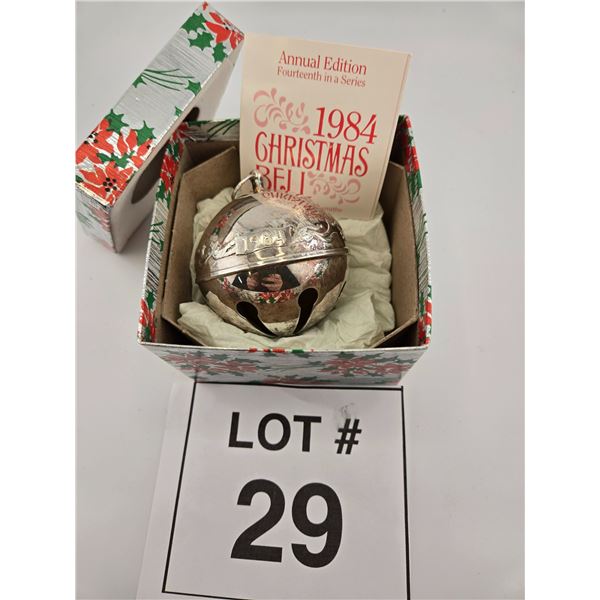 Annual Edition
Fourteenth in a Series
1984
CHRISTMAS
BELL
LOT #
29